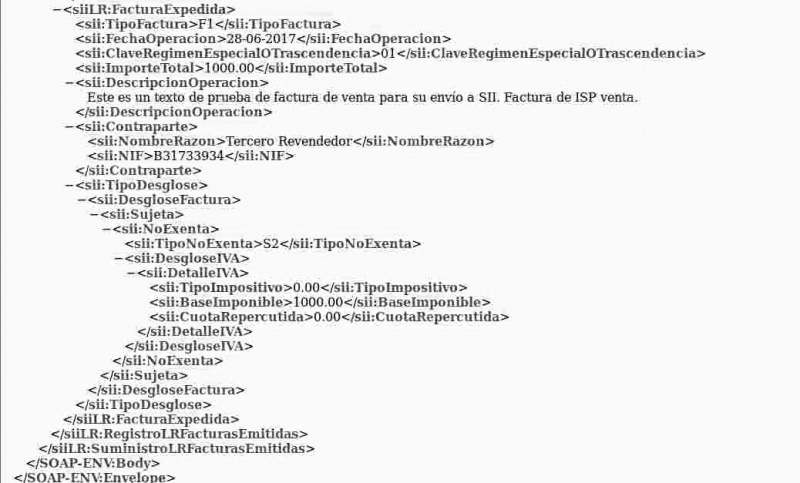 −<siiLR:FacturaExpedida>
<sii:TipoFactura>F1</sii:TipoFactura>
<sii:FechaOperacion>28-06-2017</sii:FechaOperacion>
<sii:ClaveRegimenEspecialOTrascendencia>01</sii:ClaveRegimenEspecialOTrascendencia>
<sii:ImporteTotal>1000.00</sii:ImporteTotal>
−<sii:DescripcionOperacion>
Este es un texto de prueba de factura de venta para su envío a SII. Factura de ISP venta.
</sii:DescripcionOperacion>
−<sii:Contraparte>
<sii:NombreRazon>Tercero Revendedor</sii:NombreRazon>
<sii:NIF>B31733934</sii:NIF>
</sii:Contraparte>
−<sii:TipoDesglose>
−<sii:DesgloseFactura>
−<sii:Sujeta>
−<sii:NoExenta>
<sii:TipoNoExenta>S2</sii:TipoNoExenta>
−<sii:DesgloseIVA>
−<sii:DetalleIVA>
<sii:TipoImpositivo>0.00</sii:TipoImpositivo>
<sii:BaseImponible>1000.00</sii:BaseImponible>
<sii:CuotaRepercutida>0.00</sii:CuotaRepercutida>
</sii:DetalleIVA>
</sii:DesgloseIVA>
</sii:NoExenta>
</sii:Sujeta>
</sii:DesgloseFactura>
</sii:TipoDesglose>
</siiLR:FacturaExpedida>
</siiLR:RegistroLRFacturasEmitidas>
</siiLR:SuministroLRFacturasEmitidas>
</SOAP-ENV:Body>
</SOAP-ENV:Envelope>